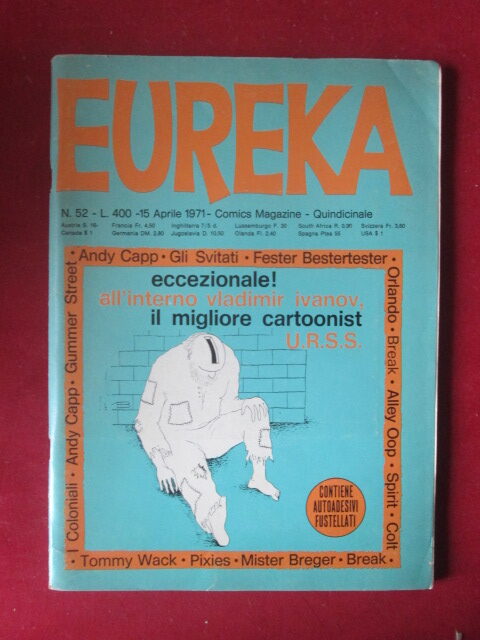 EUREKA
N. 52 - L. 400 - 15 Aprile 1971 - Comics Magazine - Quindicinale
Austria S. 16- Francia Fr. 4,50 Inghilterra 7/5 d. Lussemburgo F. 30 South Africa R. 0,90 Svizzera Fr. 3,60
Canada $ 1 Germania DM. 2,80 Jugoslavia D. 10,50 Olanda Fl. 2,40 Spagna Ptas 55 USA $ 1
• Andy Capp • Gli Svitati • Fester Bestertester •
Orlando • Break • Alley Oop • Spirit • Colt
• Tommy Wack • Pixies • Mister Breger • Break •
I Coloniali • Andy Capp • Gummer Street
eccezionale!
all'interno vladimir ivanov,
il migliore cartoonist
U.R.S.S.
CONTIENE
AUTOADESIVI
FUSTELLATI